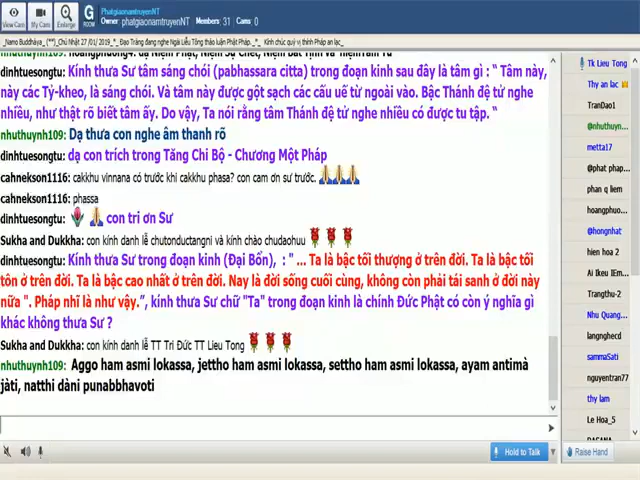 View Cam
My Cam
Enlarge
G
ROOM
PhatgiaonamtruyenNT
Owner: phatgiaonamtruyenNT Members: 31 Cams: 0
_Namo Buddhàya_(**)_Chủ Nhật 27/01/ 2019_* _Đạo Tràng đang nghe Ngài Liễu Tông thảo luận Phật Pháp._*_ Kính chúc quý vị thính Pháp an lạc_
dinhtuesongtu: Kính thưa Sư tâm sáng chói (pabhassara citta) trong đoạn kinh sau đây là tâm gì : “ Tâm này,
này các Tỷ-kheo, là sáng chói. Và tâm này được gột sạch các cấu uế từ ngoài vào. Bậc Thánh đệ tử nghe
nhiều, như thật rõ biết tâm ấy. Do vậy, Ta nói rằng tâm Thánh đệ tử nghe nhiều có được tu tập. “
nhuthuynh109: Dạ thưa con nghe âm thanh rõ
dinhtuesongtu: dạ con trích trong Tăng Chi Bộ - Chương Một Pháp
cahnekson1116: cakkhu vinnana có trước khi cakkhu phasa? con cam ơn sư trước.
cahnekson1116: phassa
dinhtuesongtu: con tri ơn Sư
Sukha and Dukkha: con kính danh lễ chutonductangni và kính chào chudaohuu
dinhtuesongtu: Kính thưa Sư trong đoạn kinh (Đại Bổn), : " ... Ta là bậc tối thượng ở trên đời. Ta là bậc tối
tôn ở trên đời. Ta là bậc cao nhất ở trên đời. Nay là đời sống cuối cùng, không còn phải tái sanh ở đời này
nữa ". Pháp nhĩ là như vậy.”, kính thưa Sư chữ "Ta" trong đoạn kinh là chính Đức Phật có còn ý nghĩa gì
khác không thưa Sư ?
Sukha and Dukkha: con kính danh lễ TT Tri Đức TT Lieu Tong
nhuthuynh109: Aggo ham asmi lokassa, jettho ham asmi lokassa, settho ham asmi lokassa, ayam antimà
jàti, natthi dàni punabbhavoti
Hold to Talk
Tk Lieu Tong
Thy an lac
TranDao1
@nhuthuyn...
metta17
@phat phap...
phan q liem
hoangphuo...
@hongnhat
hien hoa 2
Ai Ikeu IEm...
Trangthu-2
Nhu Quang...
langnghecd
sammaSati
nguyentran77
thy lam
Le Hoa_5
Raise Hand